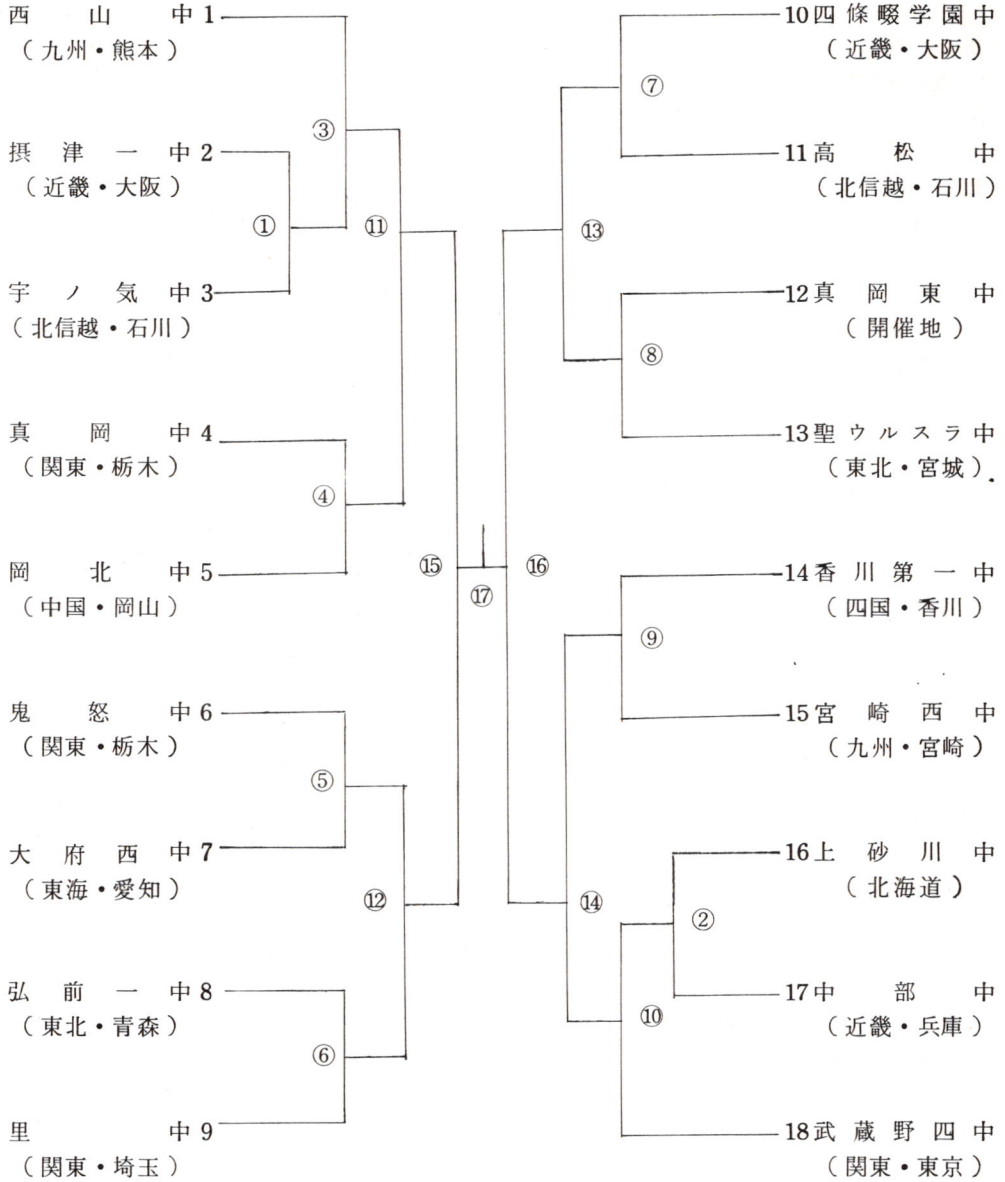 西山中 1
（九州・熊本）
摂津一中 2
（近畿・大阪）
宇ノ気中 3
（北信越・石川）
真岡中 4
（関東・栃木）
岡北中 5
（中国・岡山）
鬼怒中 6
（関東・栃木）
大府西中 7
（東海・愛知）
弘前一中 8
（東北・青森）
里中 9
（関東・埼玉）
③
①
⑪
④
⑮
⑤
⑫
⑥
⑰
⑦
⑬
⑧
⑯
⑨
⑭
②
⑩
10 四條畷学園中
（近畿・大阪）
11 高松中
（北信越・石川）
12 真岡東中
（開催地）
13 聖ウルスラ中
（東北・宮城）
14 香川第一中
（四国・香川）
15 宮崎西中
（九州・宮崎）
16 上砂川中
（北海道）
17 中部中
（近畿・兵庫）
18 武蔵野四中
（関東・東京）